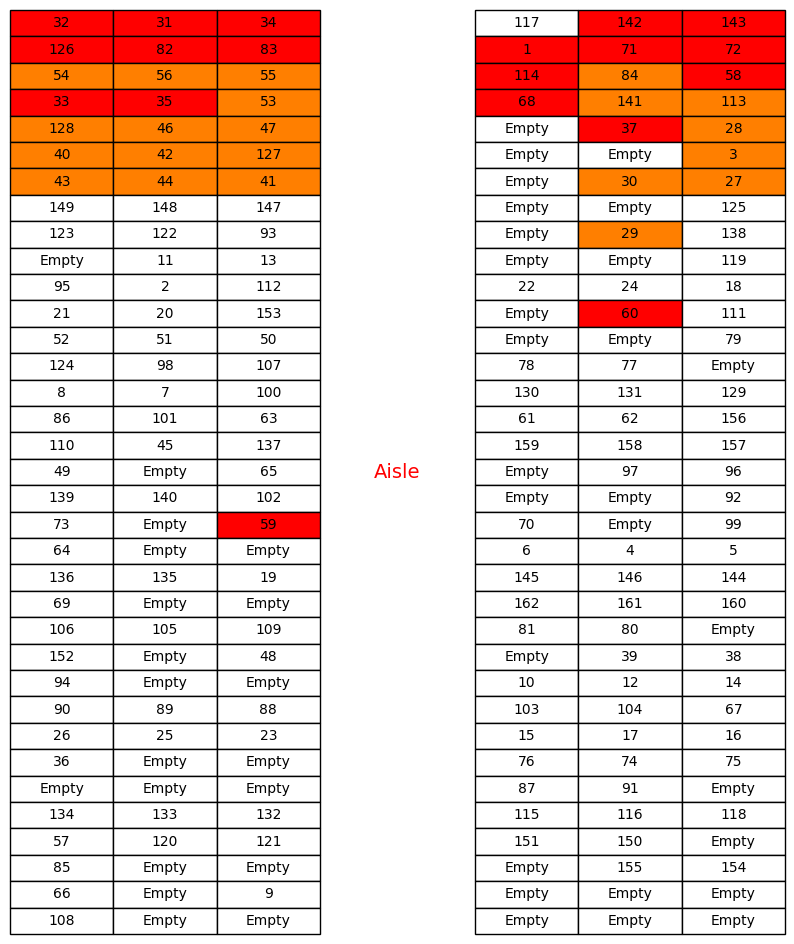 32 31 34 117 142 143
126 82 83 1 71 72
54 56 55 114 84 58
33 35 53 68 141 113
128 46 47 Empty 37 28
40 42 127 Empty Empty 3
43 44 41 Empty 30 27
149 148 147 Empty Empty 125
123 122 93 Empty 29 138
Empty 11 13 Empty Empty 119
95 2 112 22 24 18
21 20 153 Empty 60 111
52 51 50 Empty Empty 79
124 98 107 78 77 Empty
8 7 100 130 131 129
86 101 63 61 62 156
110 45 137 159 158 157
49 Empty 65 Aisle Empty 97 96
139 140 102 Empty Empty 92
73 Empty 59 70 Empty 99
64 Empty Empty 6 4 5
136 135 19 145 146 144
69 Empty Empty 162 161 160
106 105 109 81 80 Empty
152 Empty 48 Empty 39 38
94 Empty Empty 10 12 14
90 89 88 103 104 67
26 25 23 15 17 16
36 Empty Empty 76 74 75
Empty Empty Empty 87 91 Empty
134 133 132 115 116 118
57 120 121 151 150 Empty
85 Empty Empty Empty 155 154
66 Empty 9 Empty Empty Empty
108 Empty Empty Empty Empty Empty